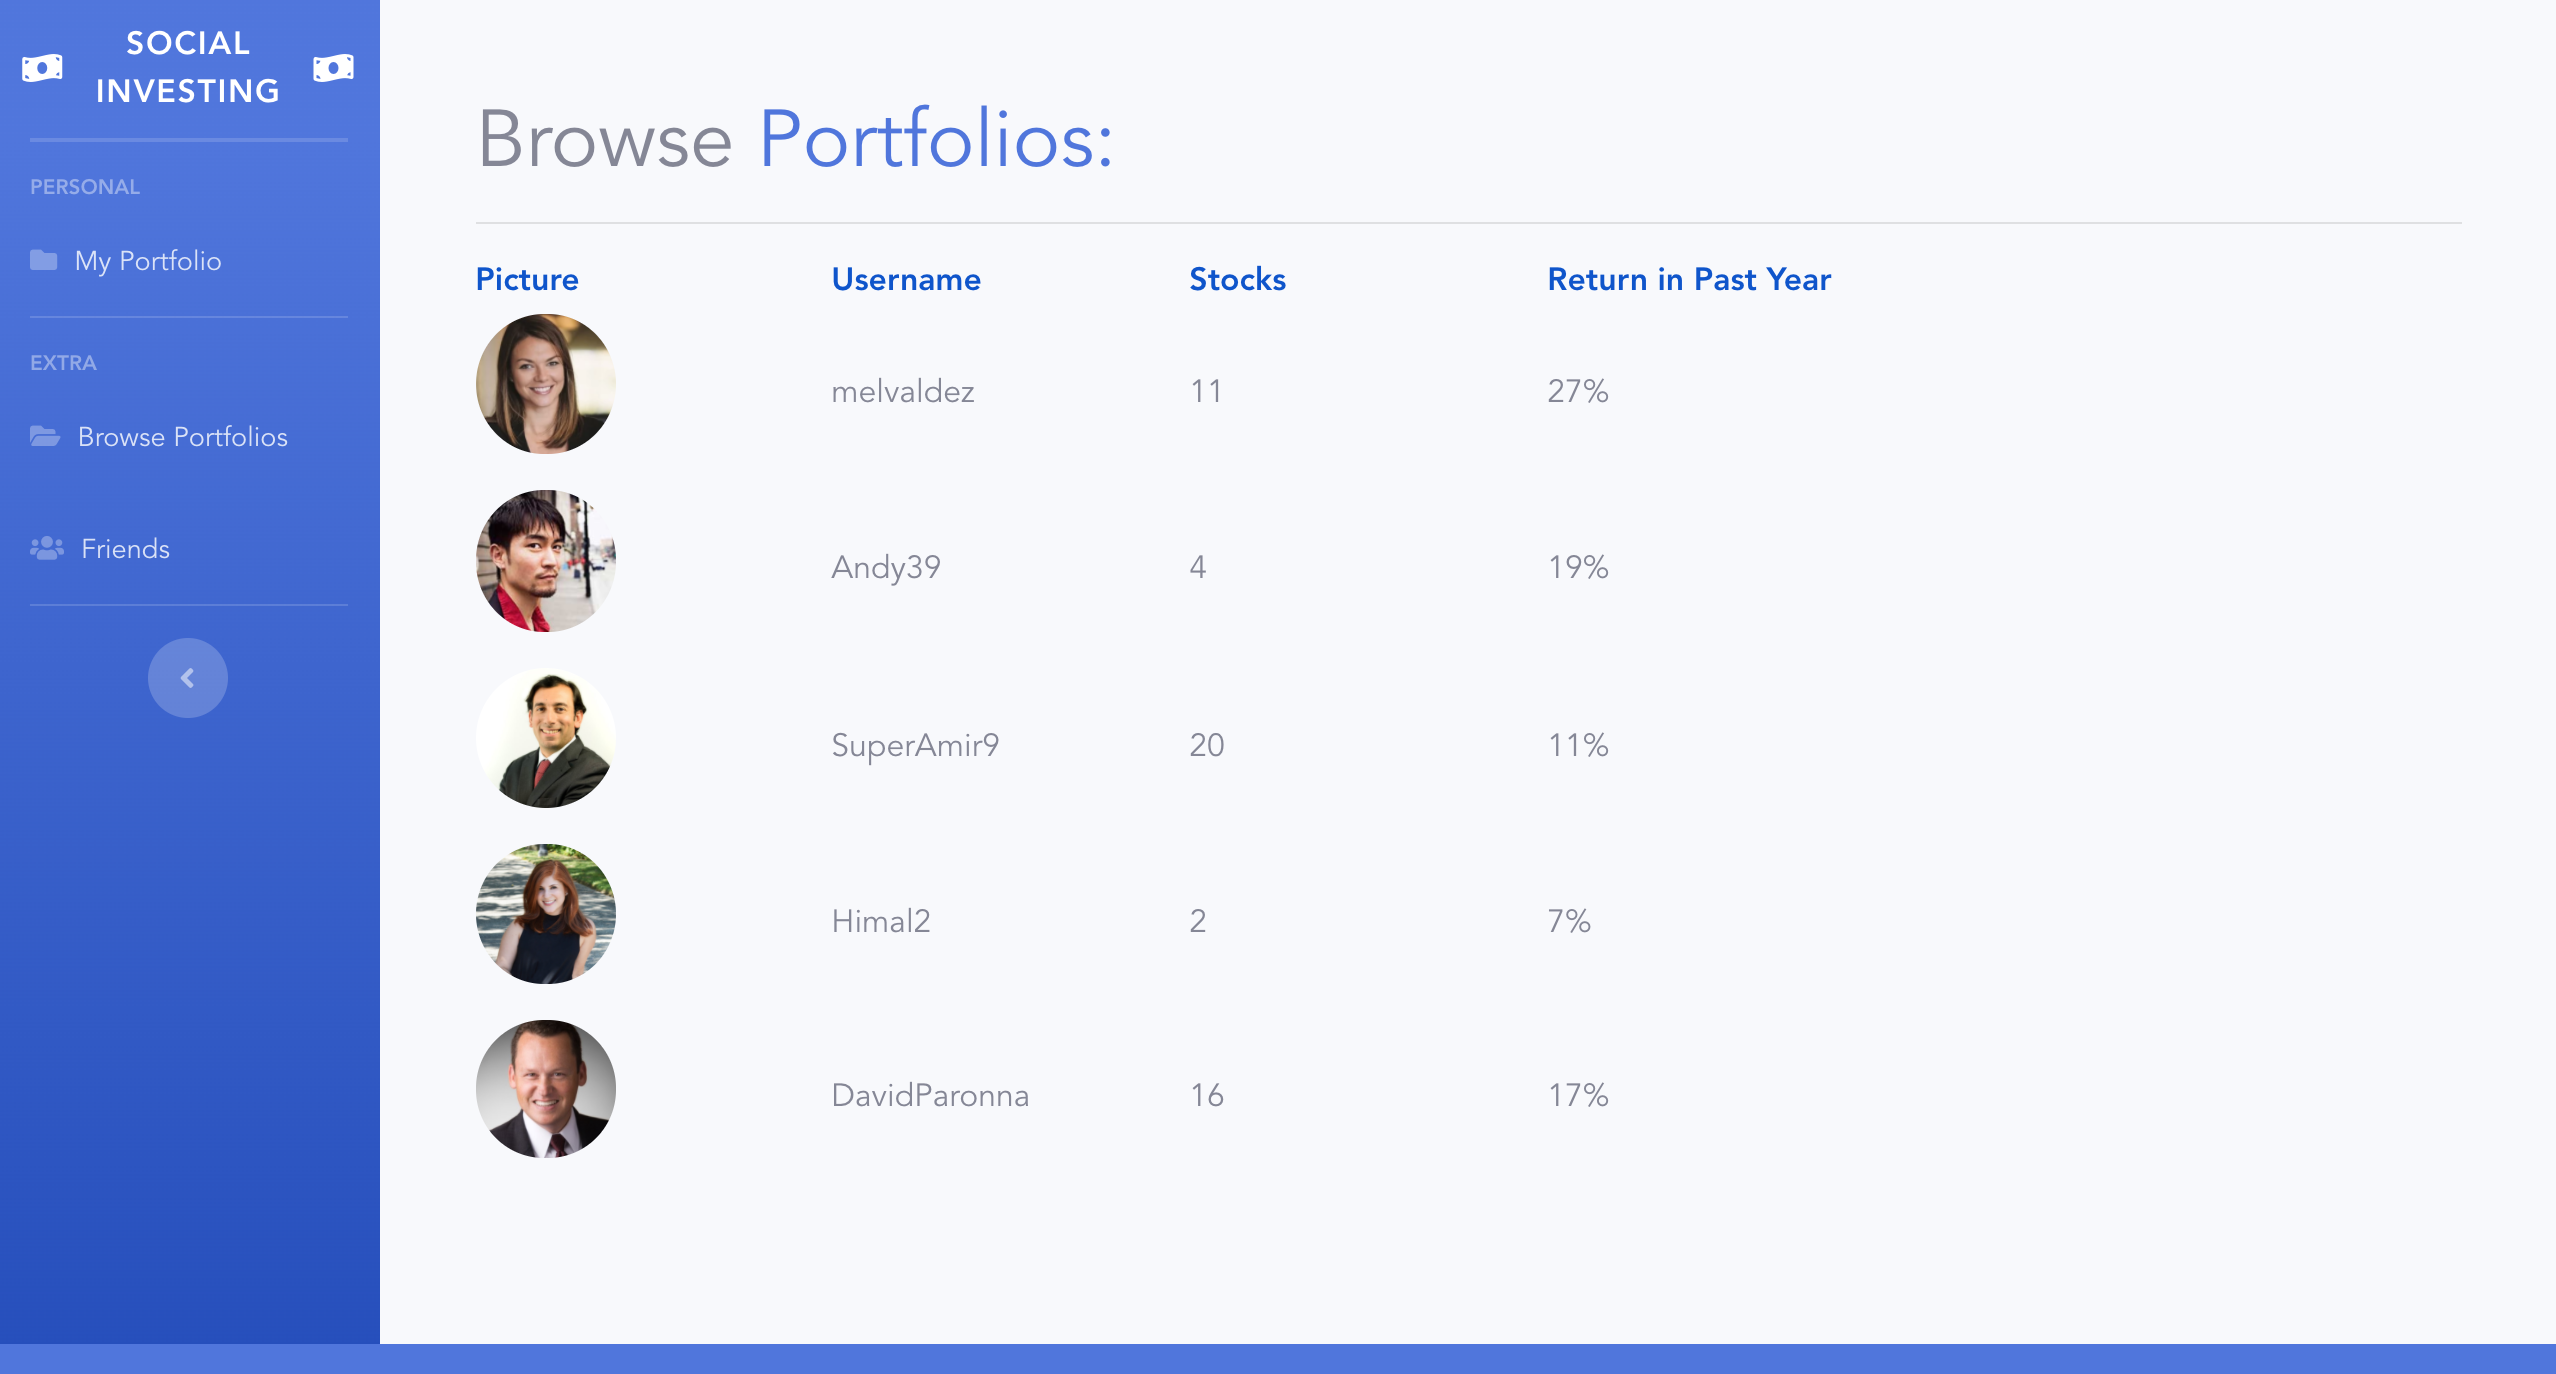 SOCIAL
INVESTING
PERSONAL
My Portfolio
EXTRA
Browse Portfolios
Friends
Browse Portfolios:
Picture Username Stocks Return in Past Year
melvaldez 11 27%
Andy39 4 19%
SuperAmir9 20 11%
Himal2 2 7%
DavidParonna 16 17%